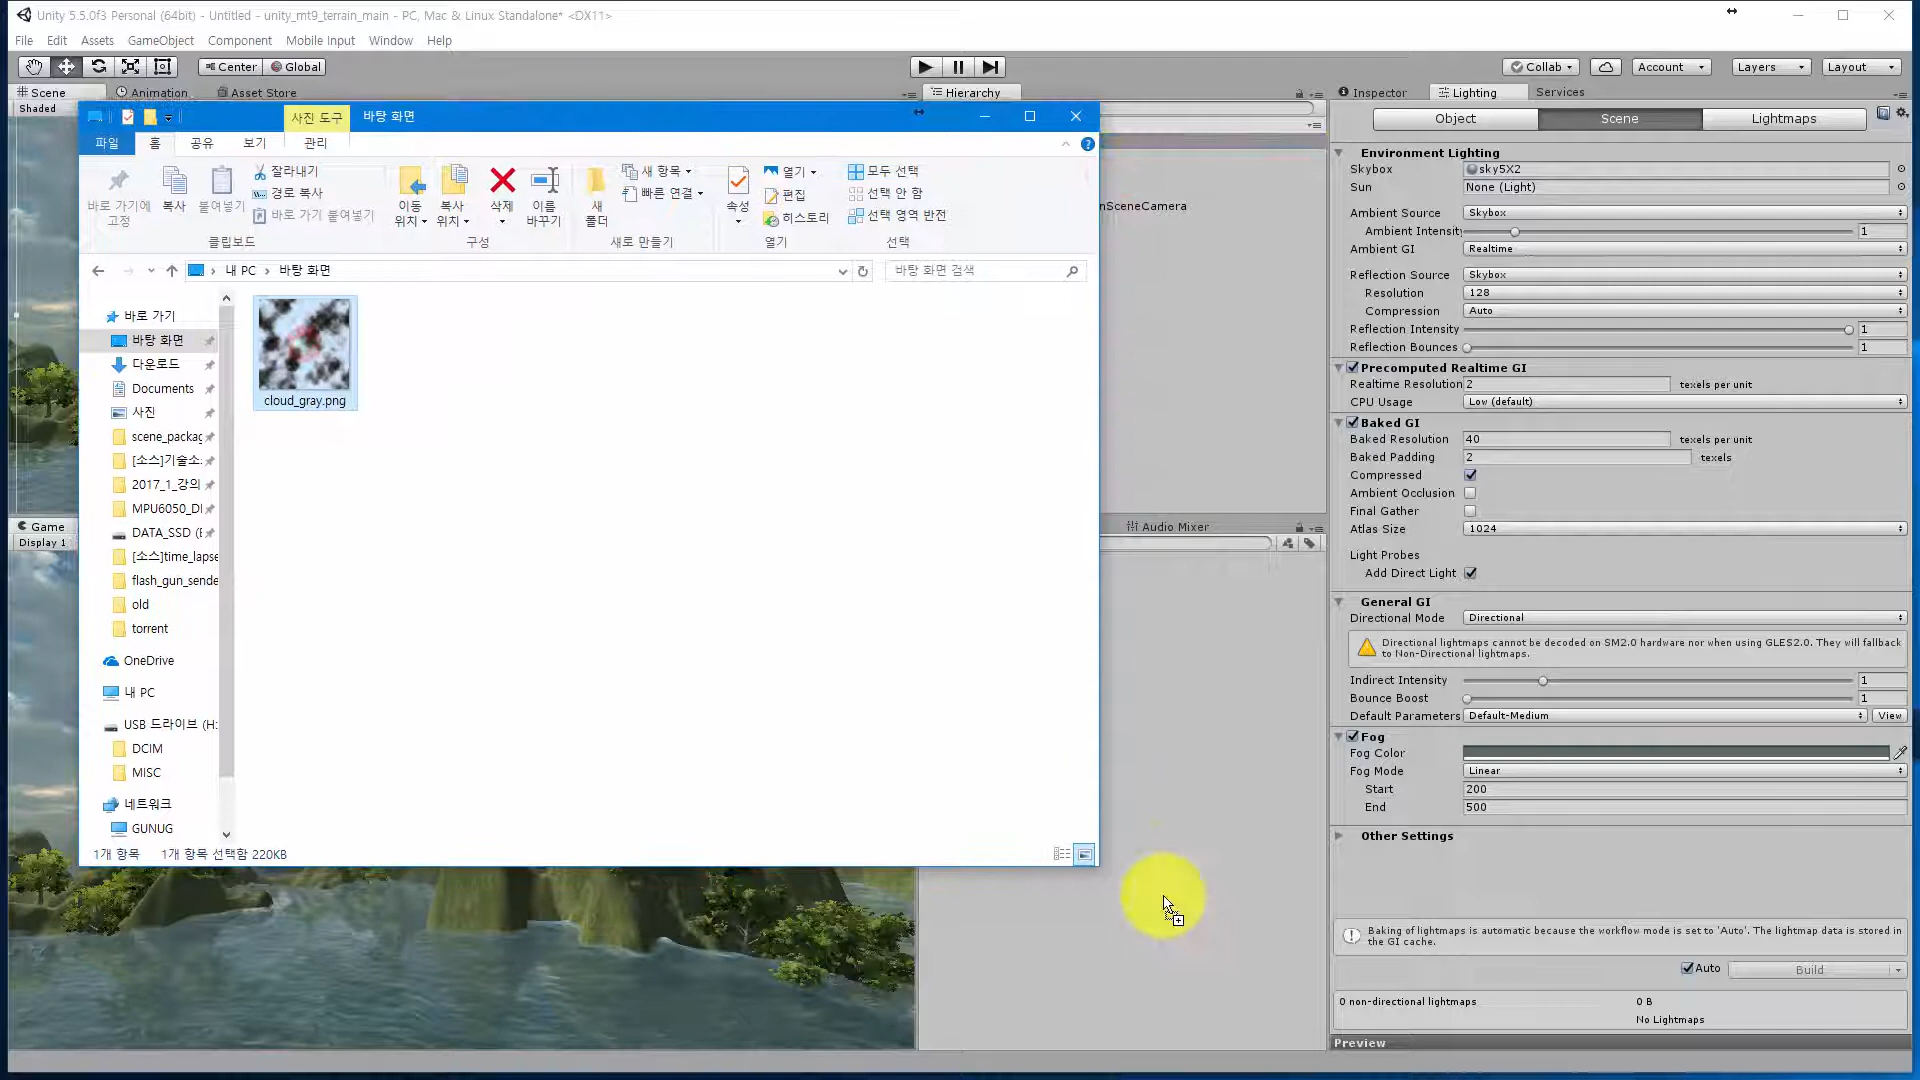 Unity 5.5.0f3 Personal (64bit) - Untitled - unity_mt9_terrain_main - PC, Mac & Linux Standalone* <DX11>
File Edit Assets GameObject Component Mobile Input Window Help
Center Global
Collab Account Layers Layout
Scene Animation Asset Store Hierarchy Inspector Lighting Services
Shaded
사진 도구 바탕 화면
파일 홈 공유 보기 관리
바로 가기에 고정
복사
붙여넣기
잘라내기
경로 복사
바로 가기 붙여넣기
클립보드
이동 위치
복사 위치
삭제
이름 바꾸기
구성
새 폴더
새 항목
빠른 연결
새로 만들기
속성
열기
편집
히스토리
열기
모두 선택
선택 안 함
선택 영역 반전
선택
내 PC 바탕 화면
바탕 화면 검색
바로 가기
바탕 화면
다운로드
Documents
사진
scene_packag
[소스]기술소
2017_1_강의
MPU6050_DI
DATA_SSD (
[소스]time_lapse
flash_gun_sende
old
torrent
OneDrive
내 PC
USB 드라이브 (H:
DCIM
MISC
네트워크
GUNUG
cloud_gray.png
1개 항목 1개 항목 선택함 220KB
Game
Display 1
nSceneCamera
Audio Mixer
Object Scene Lightmaps
Environment Lighting
Skybox sky5X2
Sun None (Light)
Ambient Source Skybox
Ambient Intensity 1
Ambient GI Realtime
Reflection Source Skybox
Resolution 128
Compression Auto
Reflection Intensity 1
Reflection Bounces 1
Precomputed Realtime GI
Realtime Resolution 2 texels per unit
CPU Usage Low (default)
Baked GI
Baked Resolution 40 texels per unit
Baked Padding 2 texels
Compressed
Ambient Occlusion
Final Gather
Atlas Size 1024
Light Probes
Add Direct Light
General GI
Directional Mode Directional
Directional lightmaps cannot be decoded on SM2.0 hardware nor when using GLES2.0. They will fallback
to Non-Directional lightmaps.
Indirect Intensity 1
Bounce Boost 1
Default Parameters Default-Medium View
Fog
Fog Color
Fog Mode Linear
Start 200
End 500
Other Settings
Baking of lightmaps is automatic because the workflow mode is set to 'Auto'. The lightmap data is stored in
the GI cache.
Auto Build
0 non-directional lightmaps 0 B
No Lightmaps
Preview